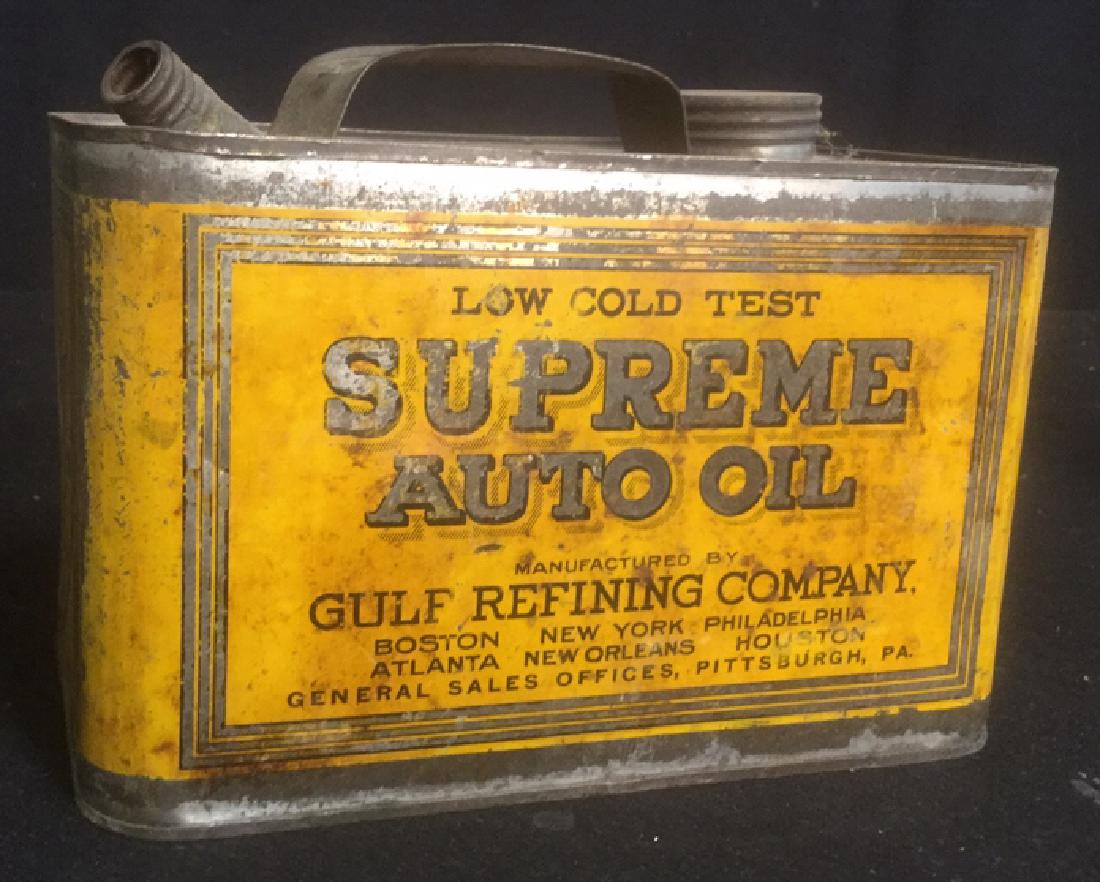 LOW COLD TEST
SUPREME
AUTO OIL
MANUFACTURED BY
GULF REFINING COMPANY,
BOSTON NEW YORK PHILADELPHIA
ATLANTA NEW ORLEANS HOUSTON
GENERAL SALES OFFICES, PITTSBURGH, PA.